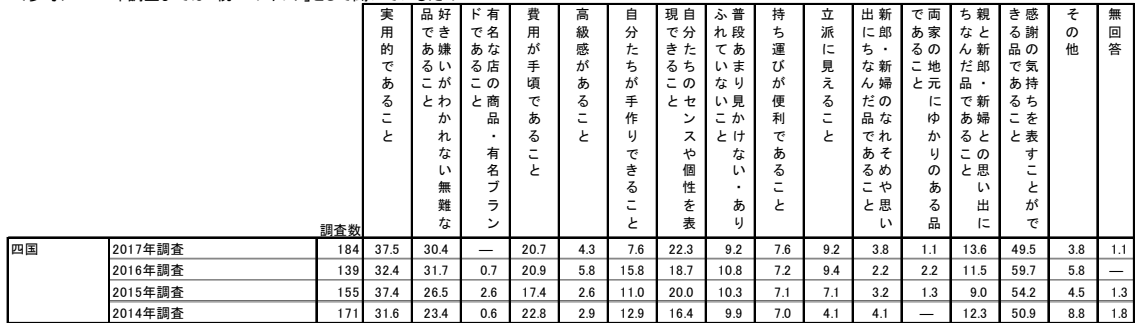 実用的であること
好き嫌いがわかれない無難な
品であること
有名な店の商品・有名ブラン
ドであること
費用が手頃であること
高級感があること
自分たちが手作りできること
自分たちのセンスや個性を表
現できること
普段あまり見かけない・あり
ふれていないこと
持ち運びが便利であること
立派に見えること
新郎・新婦のなれそめや思い
出にちなんだ品であること
両家の地元にゆかりのある品
であること
親と新郎・新婦との思い出に
ちなんだ品であること
感謝の気持ちを表すことがで
きる品であること
その他
無回答
調査数
四国 2017年調査 184 37.5 30.4 — 20.7 4.3 7.6 22.3 9.2 7.6 9.2 3.8 1.1 13.6 49.5 3.8 1.1
2016年調査 139 32.4 31.7 0.7 20.9 5.8 15.8 18.7 10.8 7.2 9.4 2.2 2.2 11.5 59.7 5.8 —
2015年調査 155 37.4 26.5 2.6 17.4 2.6 11.0 20.0 10.3 7.1 7.1 3.2 1.3 9.0 54.2 4.5 1.3
2014年調査 171 31.6 23.4 0.6 22.8 2.9 12.9 16.4 9.9 7.0 4.1 4.1 — 12.3 50.9 8.8 1.8